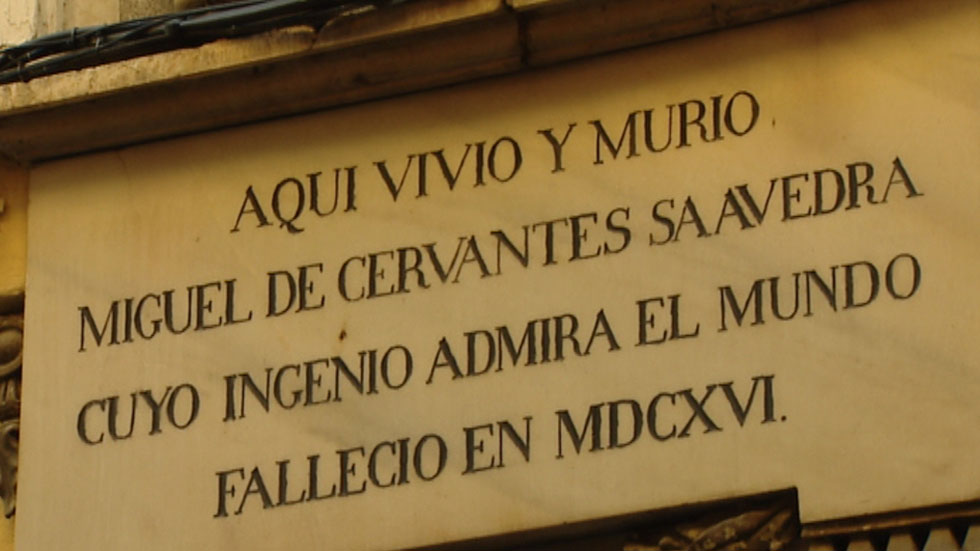 AQUI VIVIO Y MURIO
MIGUEL DE CERVANTES SAAVEDRA
CUYO INGENIO ADMIRA EL MUNDO
FALLECIO EN MDCXVI.